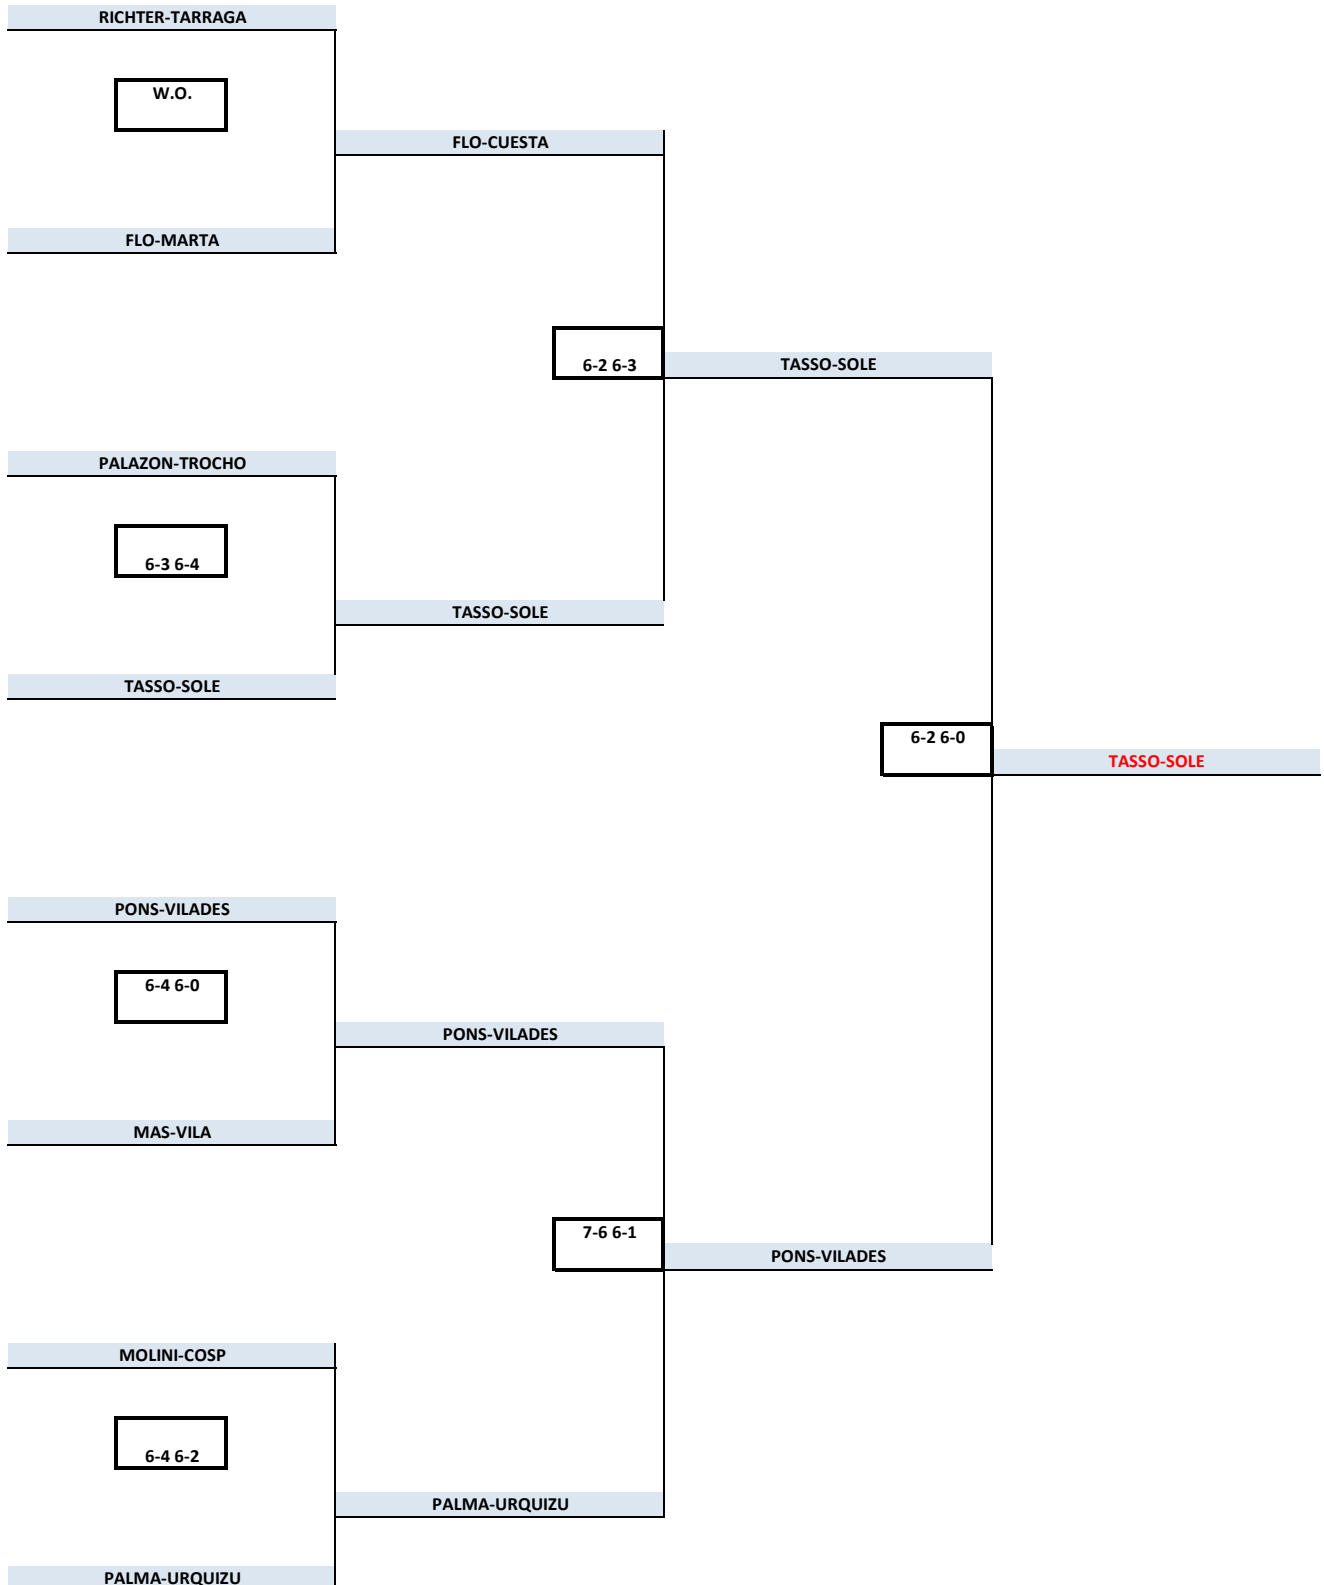 RICHTER-TARRAGA
W.O.
FLO-CUESTA
FLO-MARTA
6-2 6-3
TASSO-SOLE
PALAZON-TROCHO
6-3 6-4
TASSO-SOLE
TASSO-SOLE
6-2 6-0
TASSO-SOLE
PONS-VILADES
6-4 6-0
PONS-VILADES
MAS-VILA
7-6 6-1
PONS-VILADES
MOLINI-COSP
6-4 6-2
PALMA-URQUIZU
PALMA-URQUIZU